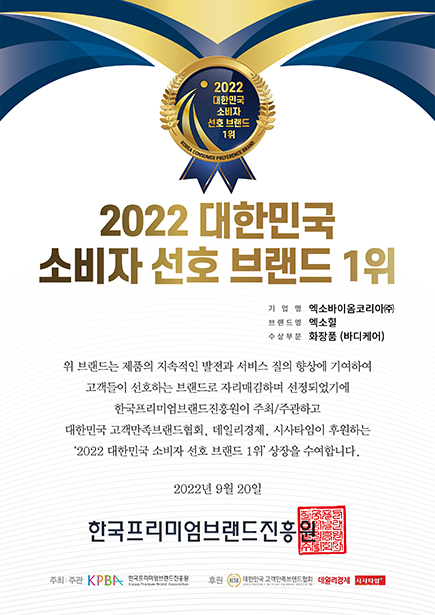 2022
대한민국
소비자
선호 브랜드
1위
KOREA CONSUMER PREFERENCE BRAND
2022 대한민국
소비자 선호 브랜드 1위
기 업 명 엑소바이옴코리아㈜
브랜드명 엑소힐
수상부문 화장품 (바디케어)
위 브랜드는 제품의 지속적인 발전과 서비스 질의 향상에 기여하여
고객들이 선호하는 브랜드로 자리매김하며 선정되었기에
한국프리미엄브랜드진흥원이 주최/주관하고
대한민국 고객만족브랜드협회, 데일리경제, 시사타임이 후원하는
'2022 대한민국 소비자 선호 브랜드 1위' 상장을 수여합니다.
2022년 9월 20일
한국프리미엄브랜드진흥원
주최·주관 KPBA 한국프리미엄브랜드진흥원 후원 대한민국 고객만족브랜드협회 데일리경제 시사타임
Korea Premium Brand Association